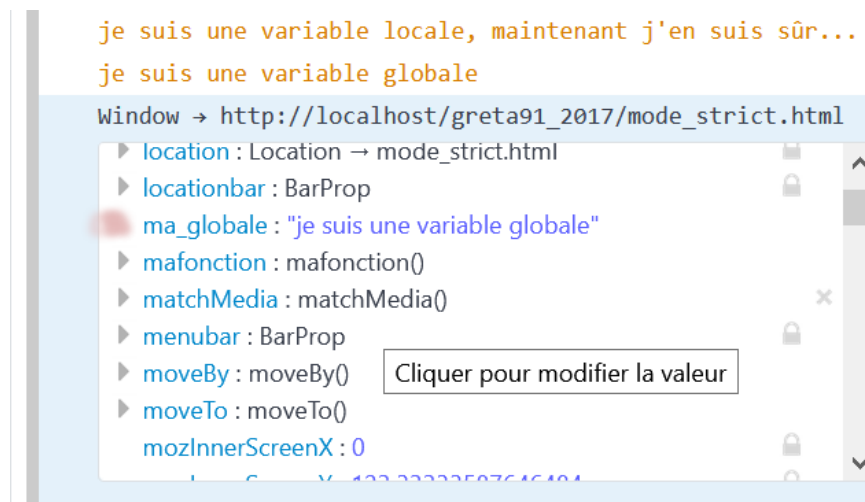 je suis une variable locale, maintenant j'en suis sûr...
je suis une variable globale
Window → http://localhost/greta91_2017/mode_strict.html
location : Location → mode_strict.html
locationbar : BarProp
ma_globale : "je suis une variable globale"
mafonction : mafonction()
matchMedia : matchMedia()
menubar : BarProp
moveBy : moveBy()
Cliquer pour modifier la valeur
moveTo : moveTo()
mozInnerScreenX : 0